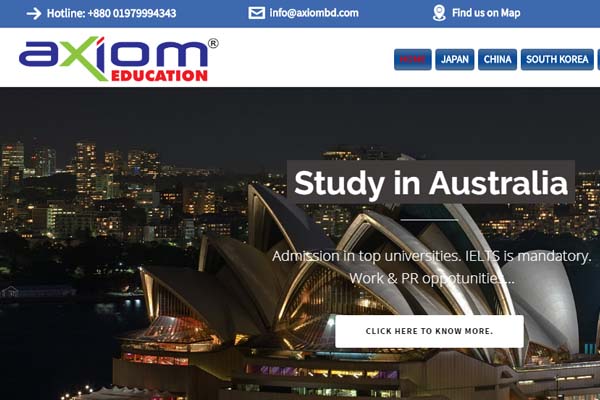 Hotline: +880 01979994343
info@axiombd.com
Find us on Map
axiom®
EDUCATION
HOME
JAPAN
CHINA
SOUTH KOREA
Study in Australia
Admission in top universities. IELTS is mandatory.
Work & PR oppotunities...
CLICK HERE TO KNOW MORE.